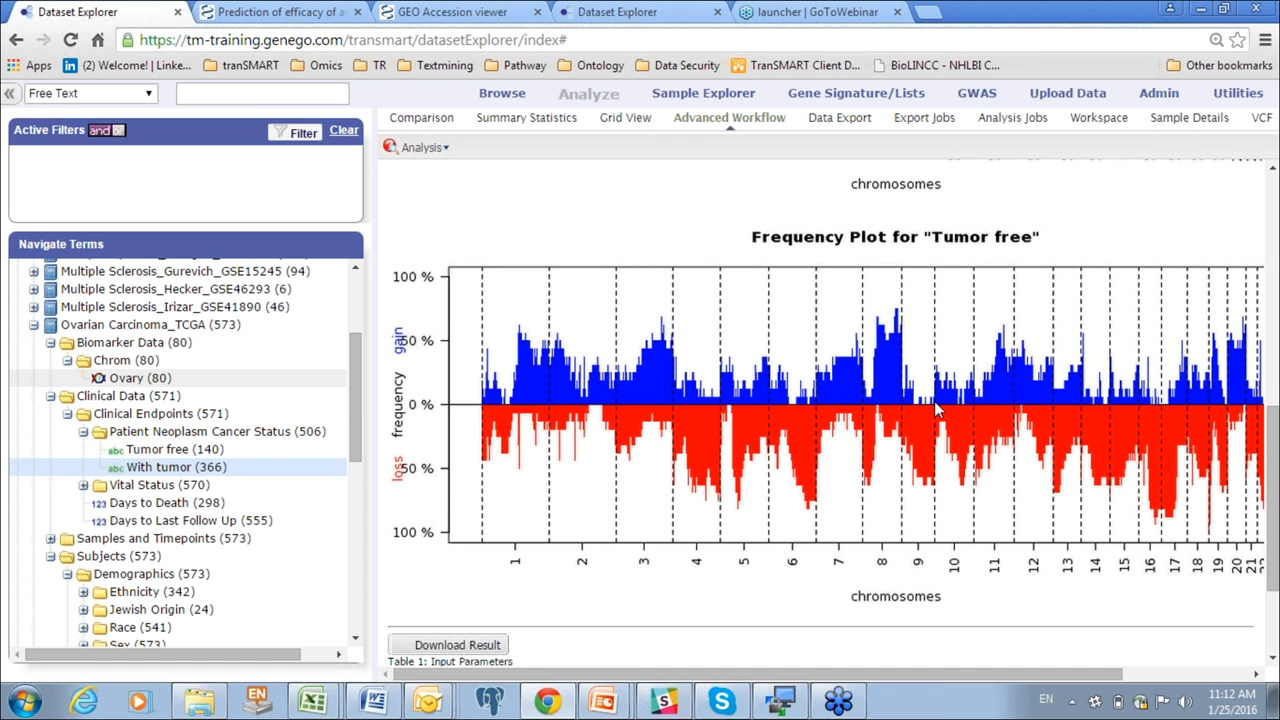 Dataset Explorer
Prediction of efficacy of a
GEO Accession viewer
Dataset Explorer
launcher | GoToWebinar
https://tm-training.genego.com/transmart/datasetExplorer/index#
Apps
(2) Welcome! | Linke...
tranSMART
Omics
TR
Textmining
Pathway
Ontology
Data Security
TranSMART Client D...
BioLINCC - NHLBI C...
Other bookmarks
Free Text
Browse
Analyze
Sample Explorer
Gene Signature/Lists
GWAS
Upload Data
Admin
Utilities
Active Filters and or
Filter
Clear
Comparison
Summary Statistics
Grid View
Advanced Workflow
Data Export
Export Jobs
Analysis Jobs
Workspace
Sample Details
VCF
Analysis
Navigate Terms
Multiple Sclerosis_Gurevich_GSE15245 (94)
Multiple Sclerosis_Hecker_GSE46293 (6)
Multiple Sclerosis_Irizar_GSE41890 (46)
Ovarian Carcinoma_TCGA (573)
Biomarker Data (80)
Chrom (80)
Ovary (80)
Clinical Data (571)
Clinical Endpoints (571)
Patient Neoplasm Cancer Status (506)
abc Tumor free (140)
abc With tumor (366)
Vital Status (570)
123 Days to Death (298)
123 Days to Last Follow Up (555)
Samples and Timepoints (573)
Subjects (573)
Demographics (573)
Ethnicity (342)
Jewish Origin (24)
Race (541)
Sex (573)
chromosomes
Frequency Plot for "Tumor free"
100 %
50 %
0 %
50 %
100 %
gain
frequency
loss
1 2 3 4 5 6 7 8 9 10 11 12 13 14 15 16 17 18 19 20 21
chromosomes
Download Result
Table 1: Input Parameters
EN
EN
11:12 AM
1/25/2016